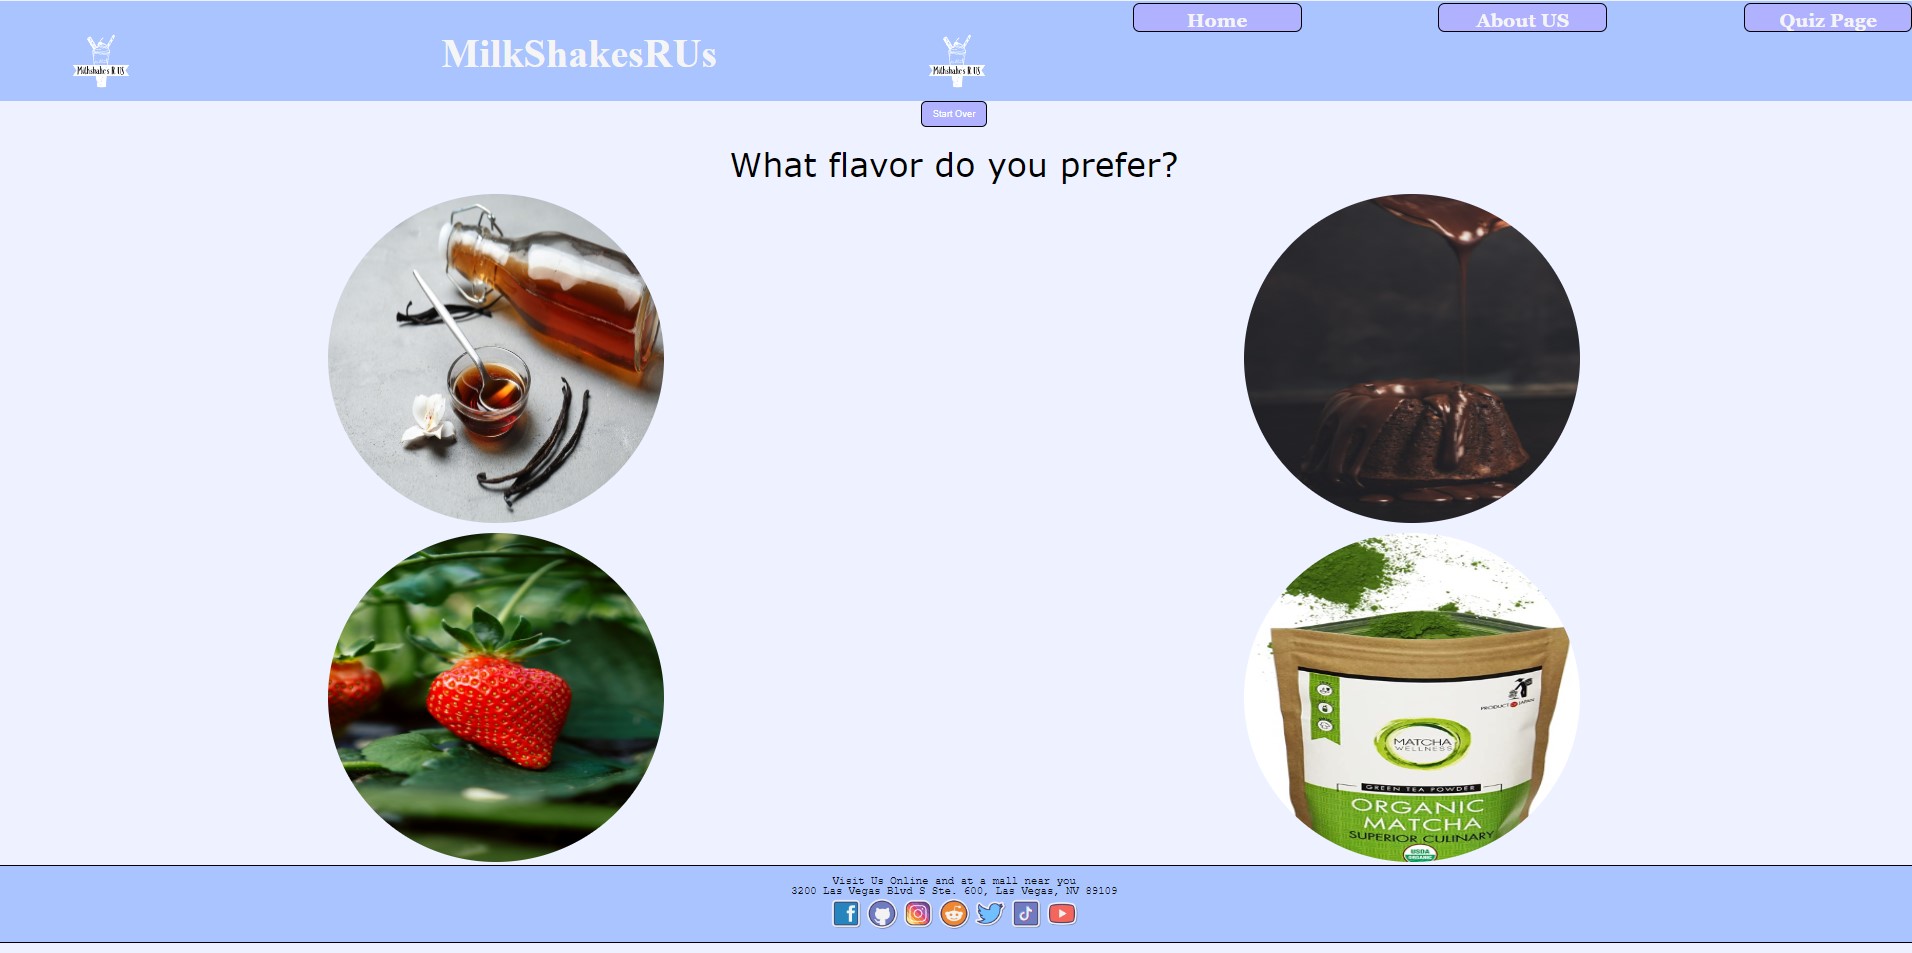 Home
About US
Quiz Page
MilkShakesRUs
Milkshakes R US
Milkshakes R US
Start Over
What flavor do you prefer?
PRODUCT OF JAPAN
MATCHA
WELLNESS
GREEN TEA POWDER
ORGANIC
MATCHA
SUPERIOR CULINARY
USDA
ORGANIC
Visit Us Online and at a mall near you
3200 Las Vegas Blvd S Ste. 600, Las Vegas, NV 89109